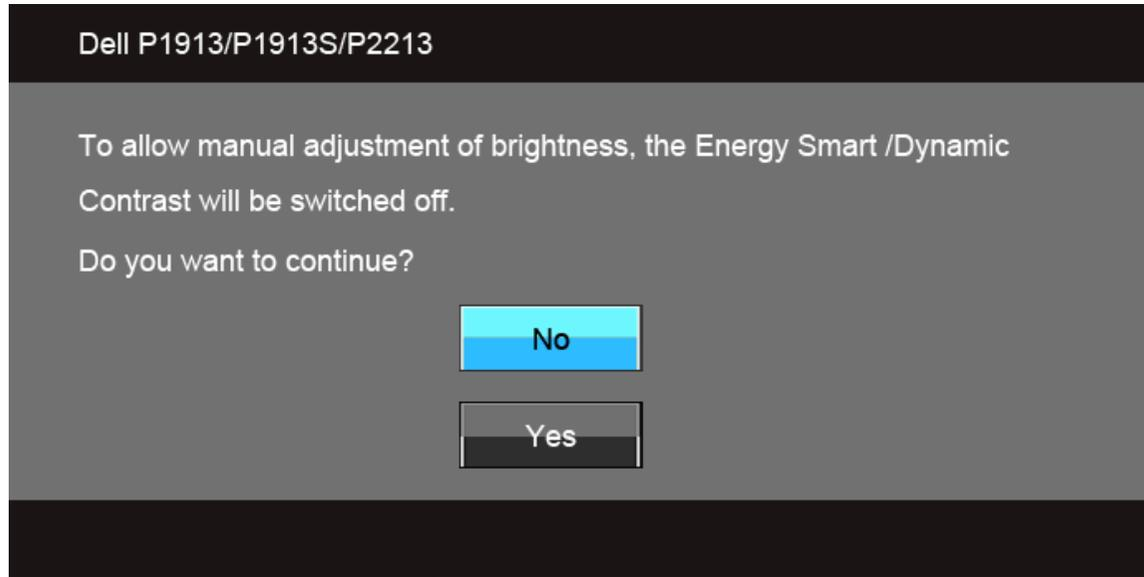 Dell P1913/P1913S/P2213
To allow manual adjustment of brightness, the Energy Smart /Dynamic
Contrast will be switched off.
Do you want to continue?
No
Yes